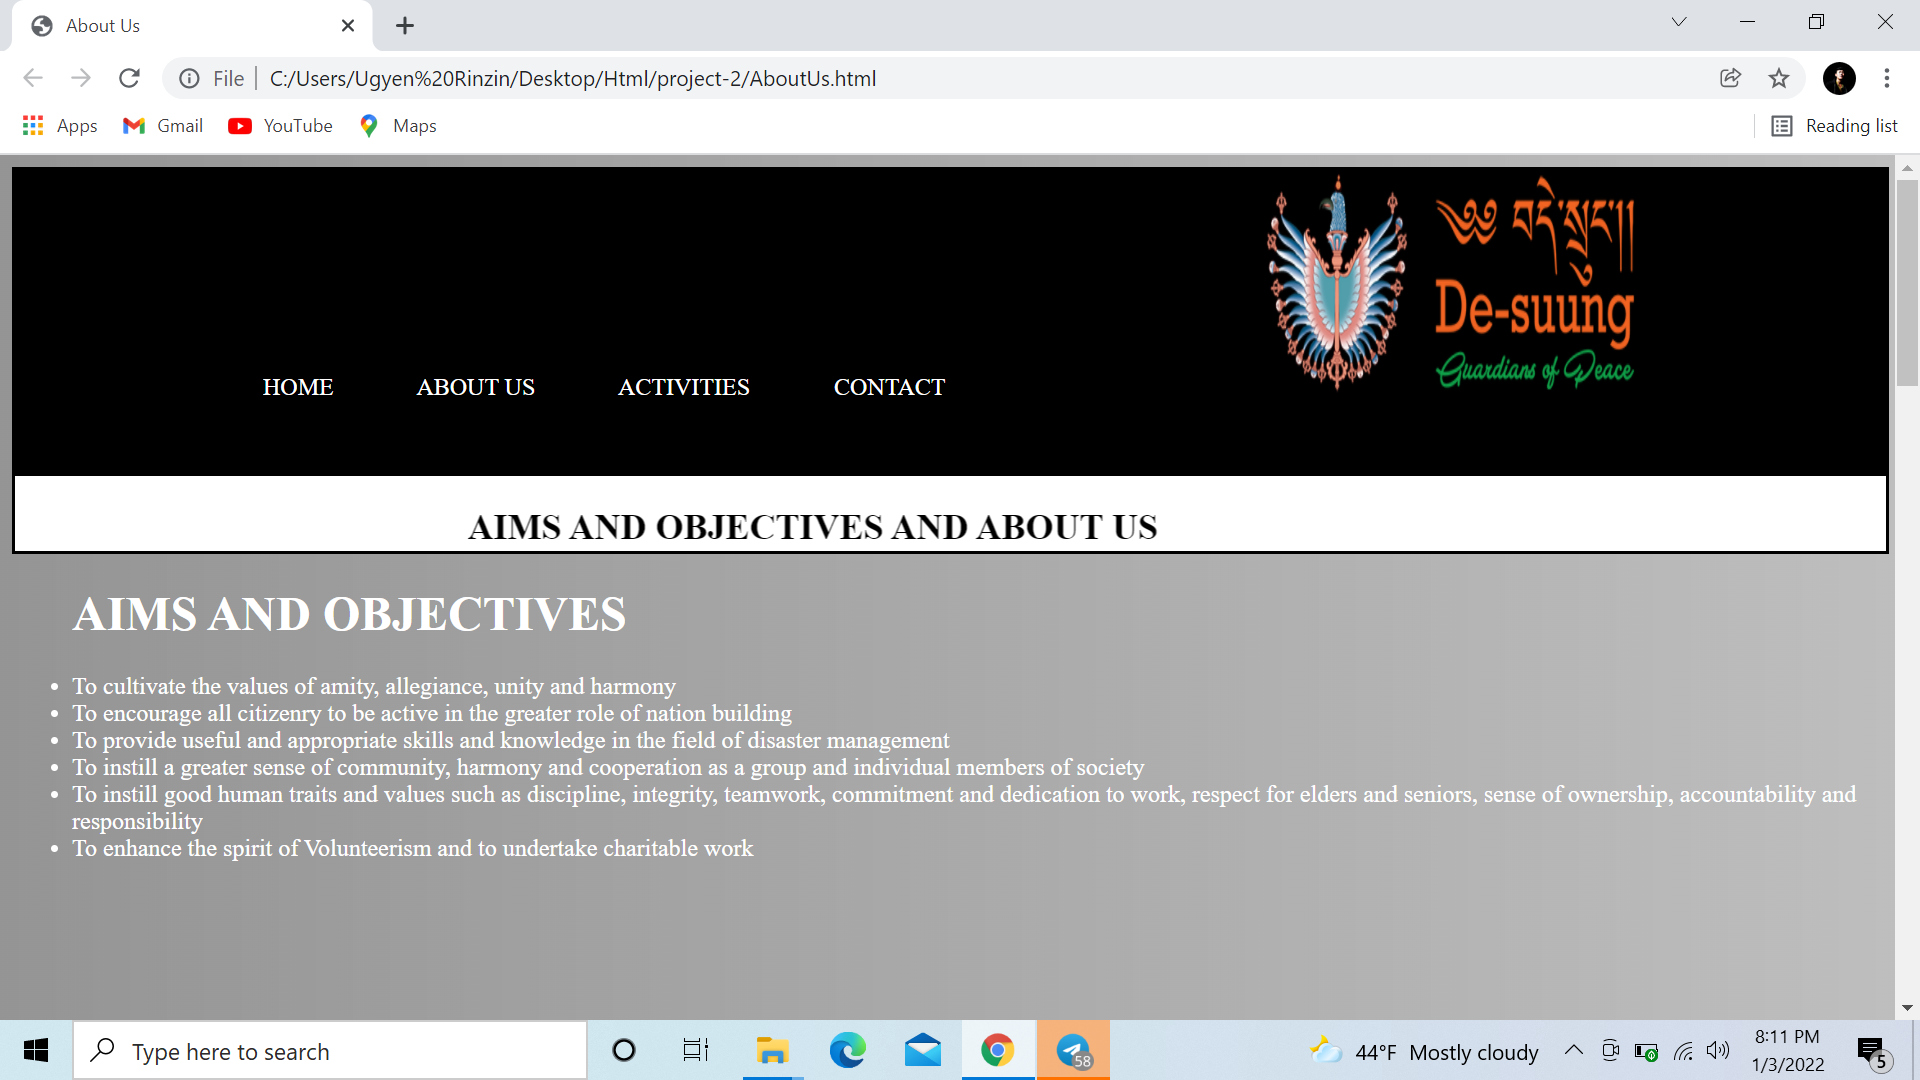 About Us
File
C:/Users/Ugyen%20Rinzin/Desktop/Html/project-2/AboutUs.html
Apps
Gmail
YouTube
Maps
Reading list
༄༅ བདེ་སྲུང།།
De-suung
Guardians of Peace
HOME
ABOUT US
ACTIVITIES
CONTACT
AIMS AND OBJECTIVES AND ABOUT US
AIMS AND OBJECTIVES
• To cultivate the values of amity, allegiance, unity and harmony
• To encourage all citizenry to be active in the greater role of nation building
• To provide useful and appropriate skills and knowledge in the field of disaster management
• To instill a greater sense of community, harmony and cooperation as a group and individual members of society
• To instill good human traits and values such as discipline, integrity, teamwork, commitment and dedication to work, respect for elders and seniors, sense of ownership, accountability and
responsibility
• To enhance the spirit of Volunteerism and to undertake charitable work
Type here to search
58
44°F Mostly cloudy
8:11 PM
1/3/2022
5